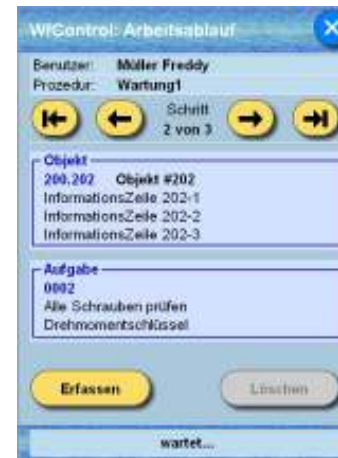 WfControl: Arbeitsablauf
Benutzer: Müller Freddy
Prozedur: Wartung1
Schritt
2 von 3
Objekt
200.202 Objekt #202
InformationsZeile 202-1
InformationsZeile 202-2
InformationsZeile 202-3
Aufgabe
0002
Alle Schrauben prüfen
Drehmomentschlüssel
Erfassen Löschen
wartet...